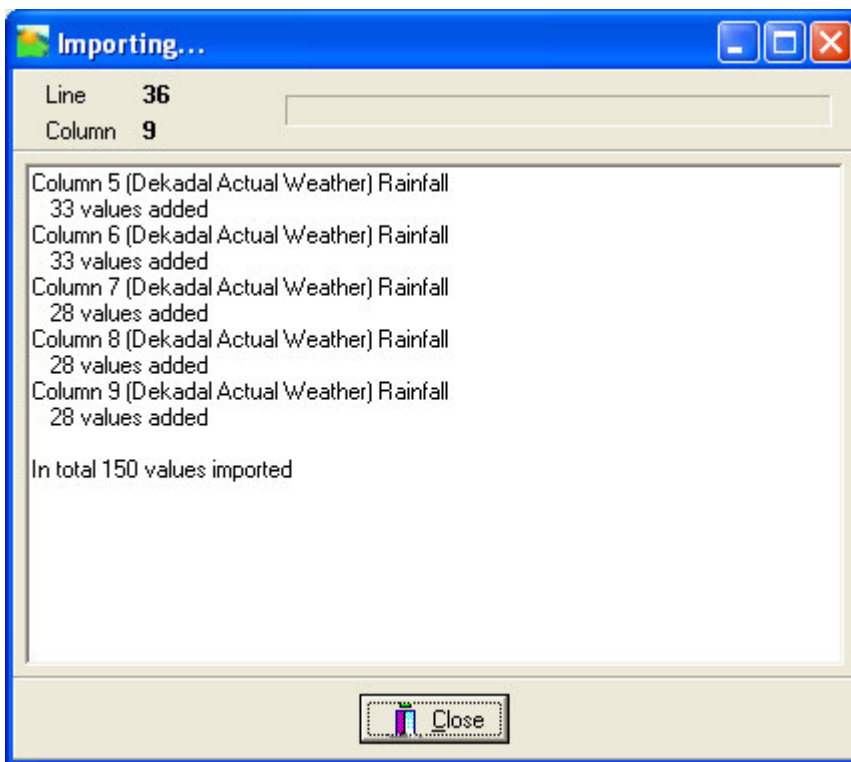 Importing...
Line 36
Column 9
Column 5 (Dekadal Actual Weather) Rainfall
33 values added
Column 6 (Dekadal Actual Weather) Rainfall
33 values added
Column 7 (Dekadal Actual Weather) Rainfall
28 values added
Column 8 (Dekadal Actual Weather) Rainfall
28 values added
Column 9 (Dekadal Actual Weather) Rainfall
28 values added
In total 150 values imported
Close